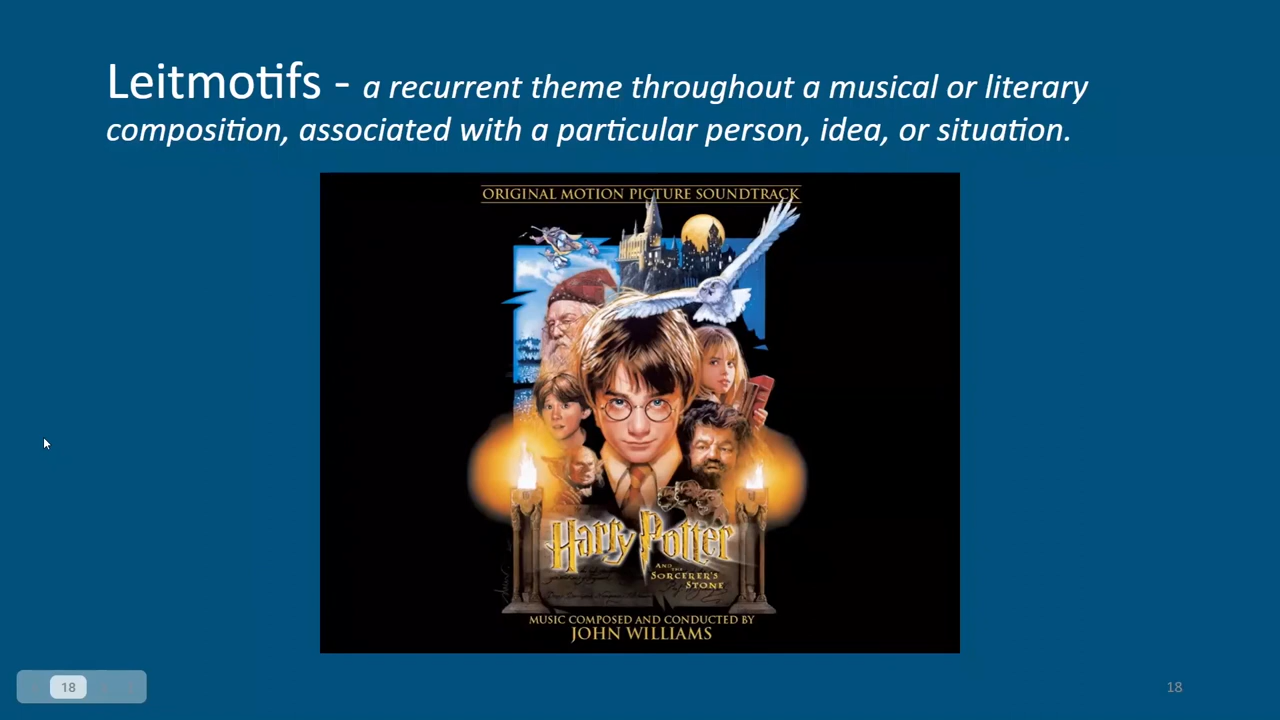 Leitmotifs - a recurrent theme throughout a musical or literary
composition, associated with a particular person, idea, or situation.
ORIGINAL MOTION PICTURE SOUNDTRACK
Harry Potter
AND THE
SORCERER'S
STONE
MUSIC COMPOSED AND CONDUCTED BY
JOHN WILLIAMS
18
18